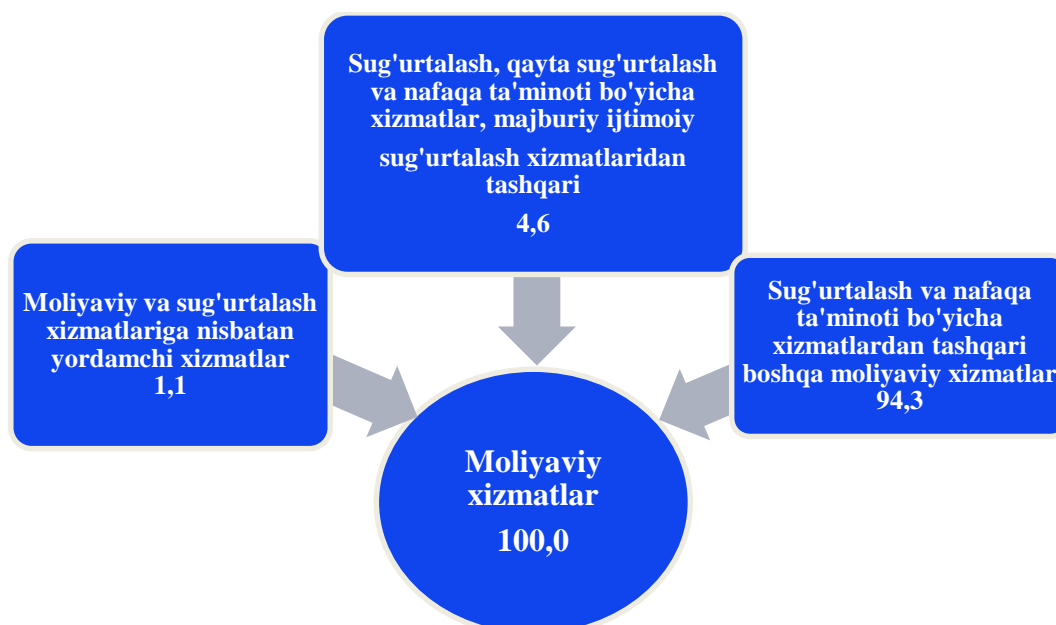 Sug'urtalash, qayta sug'urtalash
va nafaqa ta'minoti bo'yicha
xizmatlar, majburiy ijtimoiy
sug'urtalash xizmatlaridan
tashqari
4,6
Moliyaviy va sug'urtalash
xizmatlariga nisbatan
yordamchi xizmatlar
1,1
Sug'urtalash va nafaqa
ta'minoti bo'yicha
xizmatlardan tashqari
boshqa moliyaviy xizmatlar
94,3
Moliyaviy
xizmatlar
100,0